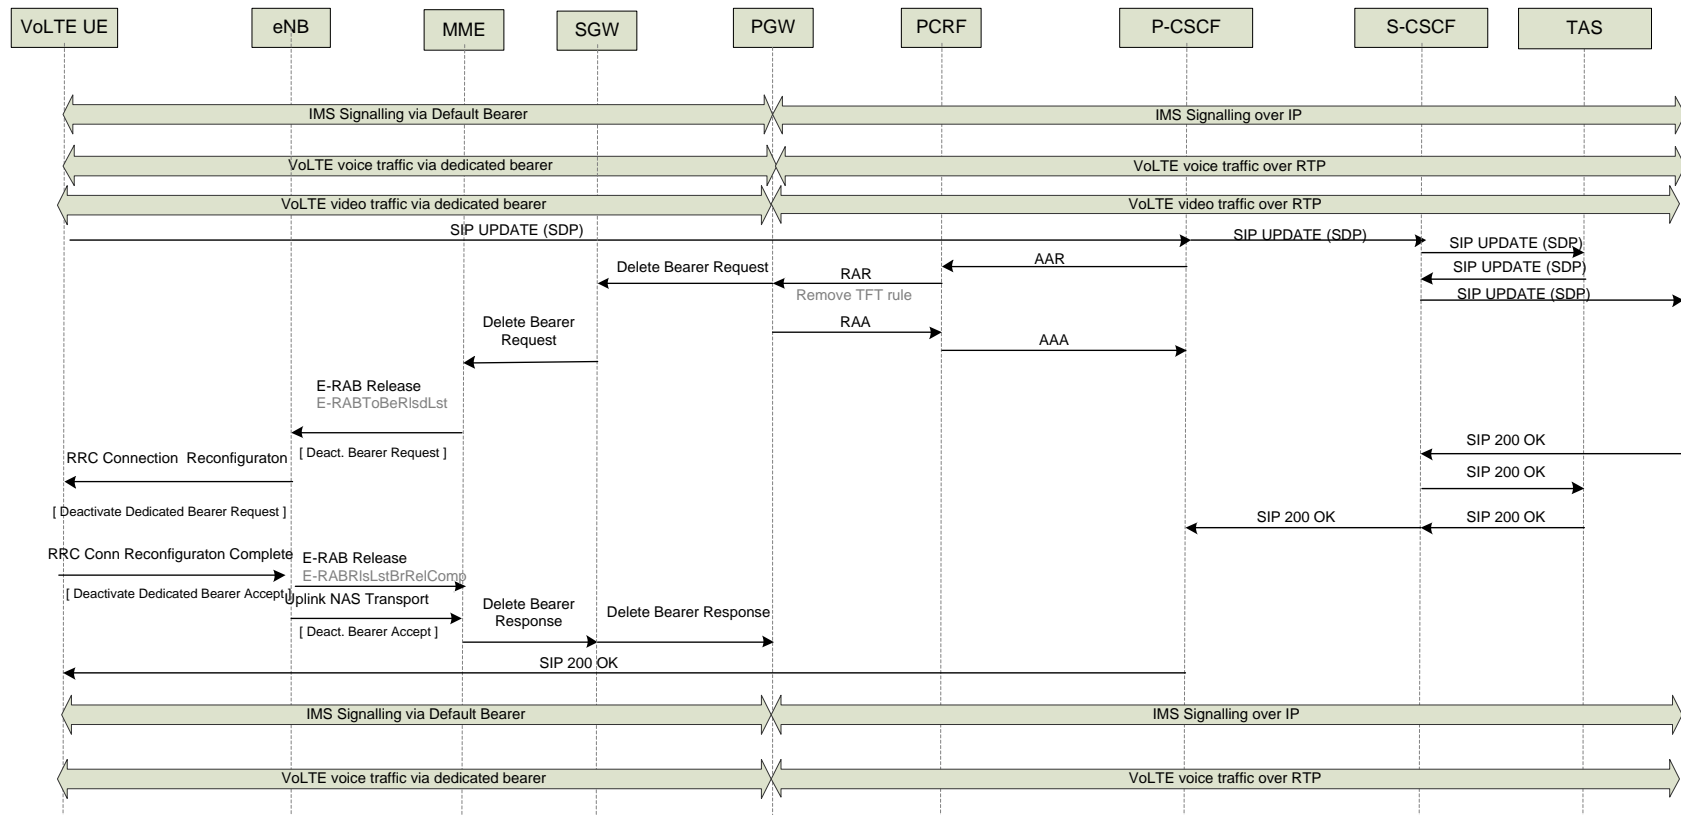 VoLTE UE
eNB
MME
SGW
PGW
PCRF
P-CSCF
S-CSCF
TAS
IMS Signalling via Default Bearer
IMS Signalling over IP
VoLTE voice traffic via dedicated bearer
VoLTE voice traffic over RTP
VoLTE video traffic via dedicated bearer
VoLTE video traffic over RTP
SIP UPDATE (SDP)
SIP UPDATE (SDP)
SIP UPDATE (SDP)
AAR
Delete Bearer Request
RAR
SIP UPDATE (SDP)
Remove TFT rule
SIP UPDATE (SDP)
Delete Bearer
Request
RAA
AAA
E-RAB Release
E-RABToBeRlsdLst
[ Deact. Bearer Request ]
SIP 200 OK
RRC Connection  Reconfiguraton
SIP 200 OK
[ Deactivate Dedicated Bearer Request ]
SIP 200 OK
SIP 200 OK
RRC Conn Reconfiguraton Complete
E-RAB Release
E-RABRlsLstBrRelComp
[ Deactivate Dedicated Bearer Accept ]
Uplink NAS Transport
Delete Bearer
Response
Delete Bearer Response
[ Deact. Bearer Accept ]
SIP 200 OK
IMS Signalling via Default Bearer
IMS Signalling over IP
VoLTE voice traffic via dedicated bearer
VoLTE voice traffic over RTP